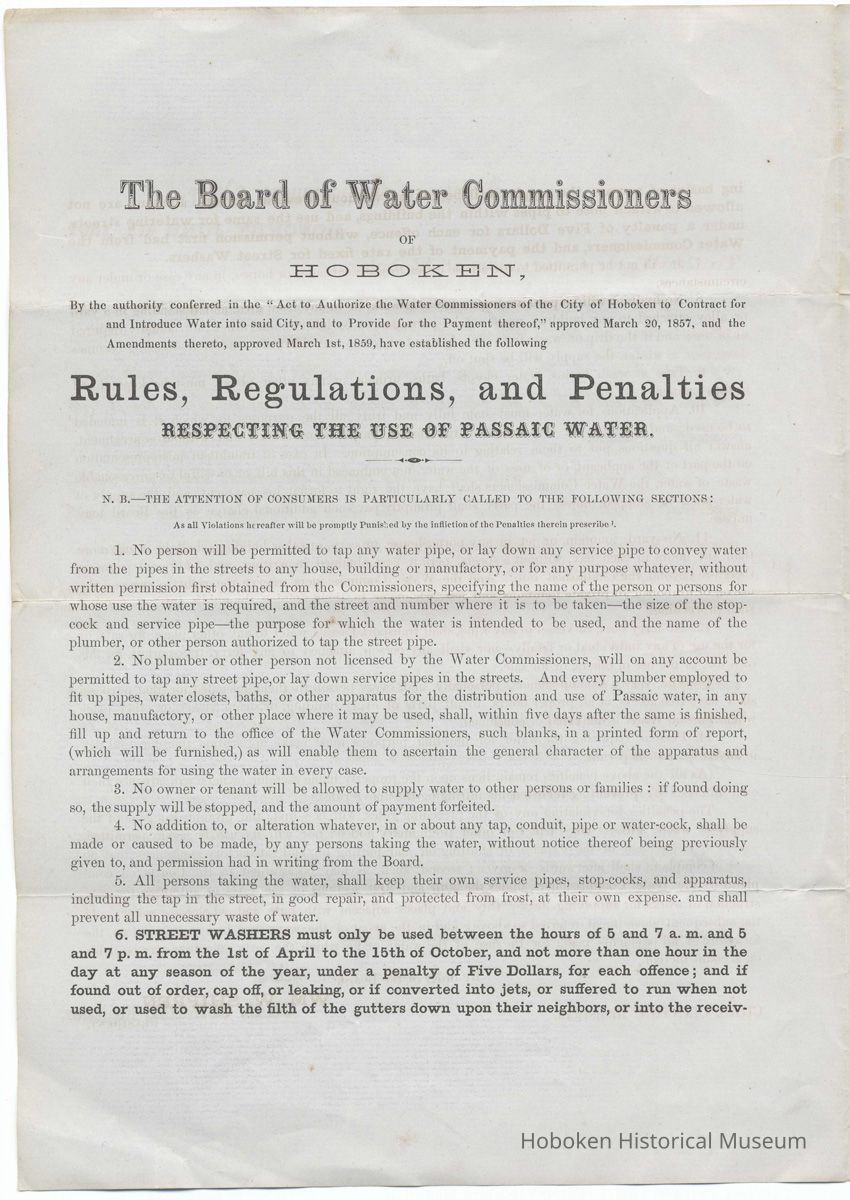 The Board of Water Commissioners
OF
HOBOKEN,
By the authority conferred in the “ Act to Authorize the Water Commissioners of the City of Hoboken to Contract for
and Introduce Water into said City, and to Provide for the Payment thereof,” approved March 20, 1857, and the
Amendments thereto, approved March 1st, 1859, have established the following
Rules, Regulations, and Penalties
RESPECTING THE USE OF PASSAIC WATER.
N. B.—THE ATTENTION OF CONSUMERS IS PARTICULARLY CALLED TO THE FOLLOWING SECTIONS:
As all Violations hereafter will be promptly Punished by the infliction of the Penalties therein prescribed.
1. No person will be permitted to tap any water pipe, or lay down any service pipe to convey water
from the pipes in the streets to any house, building or manufactory, or for any purpose whatever, without
written permission first obtained from the Commissioners, specifying the name of the person or persons for
whose use the water is required, and the street and number where it is to be taken—the size of the stop-
cock and service pipe—the purpose for which the water is intended to be used, and the name of the
plumber, or other person authorized to tap the street pipe.
2. No plumber or other person not licensed by the Water Commissioners, will on any account be
permitted to tap any street pipe,or lay down service pipes in the streets. And every plumber employed to
fit up pipes, water closets, baths, or other apparatus for the distribution and use of Passaic water, in any
house, manufactory, or other place where it may be used, shall, within five days after the same is finished,
fill up and return to the office of the Water Commissioners, such blanks, in a printed form of report,
(which will be furnished,) as will enable them to ascertain the general character of the apparatus and
arrangements for using the water in every case.
3. No owner or tenant will be allowed to supply water to other persons or families : if found doing
so, the supply will be stopped, and the amount of payment forfeited.
4. No addition to, or alteration whatever, in or about any tap, conduit, pipe or water-cock, shall be
made or caused to be made, by any persons taking the water, without notice thereof being previously
given to, and permission had in writing from the Board.
5. All persons taking the water, shall keep their own service pipes, stop-cocks, and apparatus,
including the tap in the street, in good repair, and protected from frost, at their own expense. and shall
prevent all unnecessary waste of water.
6. STREET WASHERS must only be used between the hours of 5 and 7 a. m. and 5
and 7 p. m. from the 1st of April to the 15th of October, and not more than one hour in the
day at any season of the year, under a penalty of Five Dollars, for each offence; and if
found out of order, cap off, or leaking, or if converted into jets, or suffered to run when not
used, or used to wash the filth of the gutters down upon their neighbors, or into the receiv-
Hoboken Historical Museum